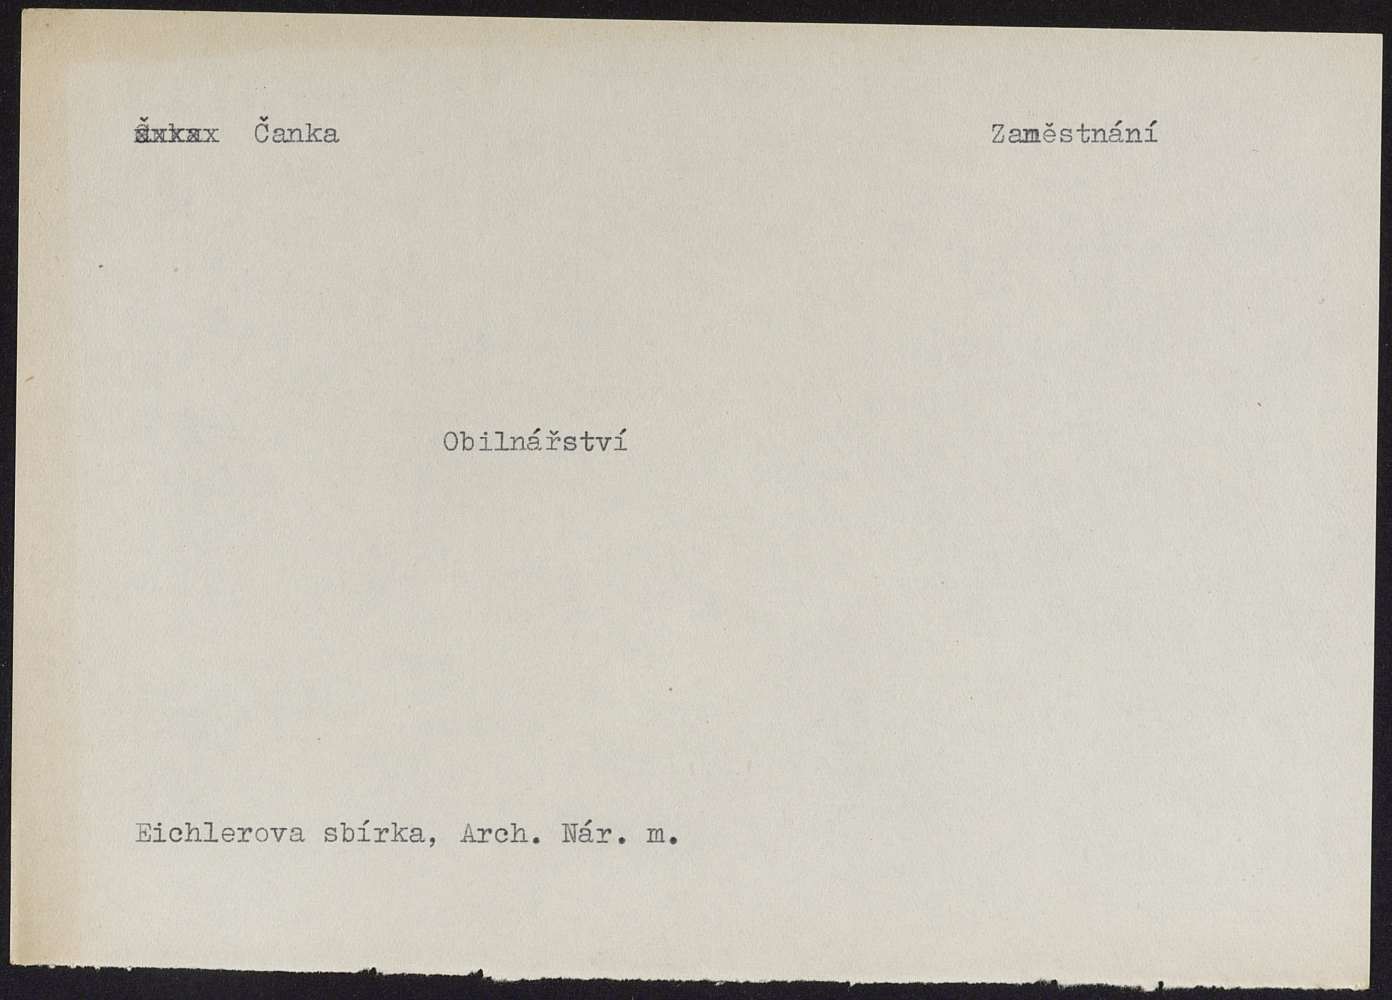 Čanka Zaměstnání
Obilnářství
Eichlerova sbírka, Arch. Nár. m.